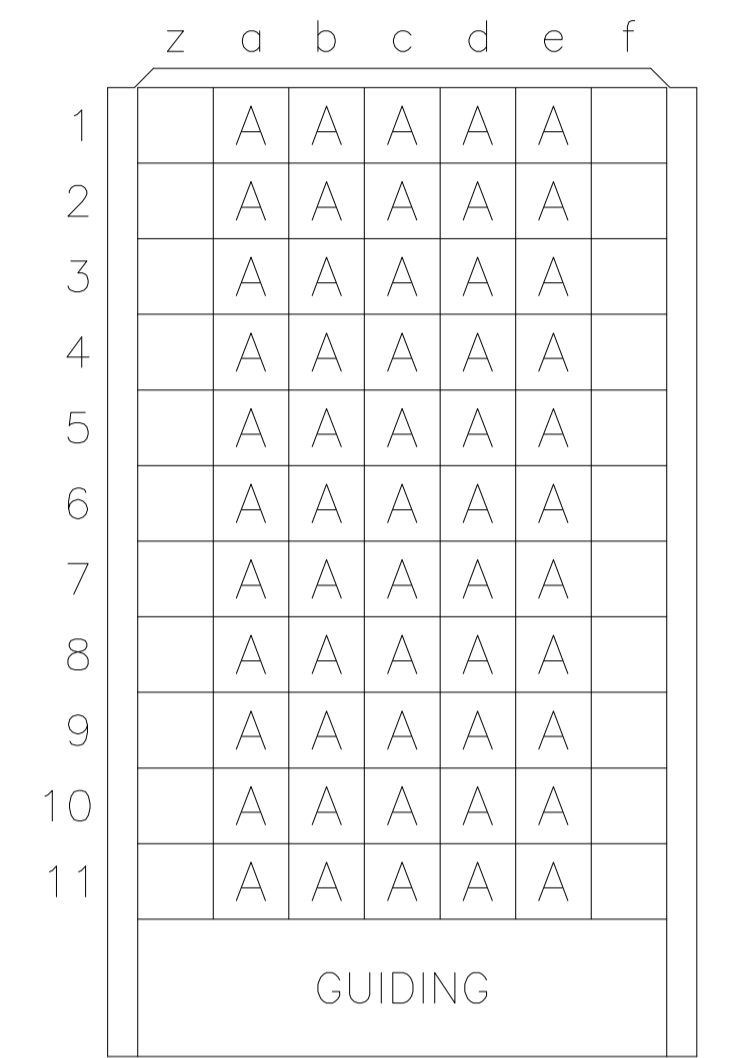 z a b c d e f
1 A A A A A
2 A A A A A
3 A A A A A
4 A A A A A
5 A A A A A
6 A A A A A
7 A A A A A
8 A A A A A
9 A A A A A
10 A A A A A
11 A A A A A
GUIDING